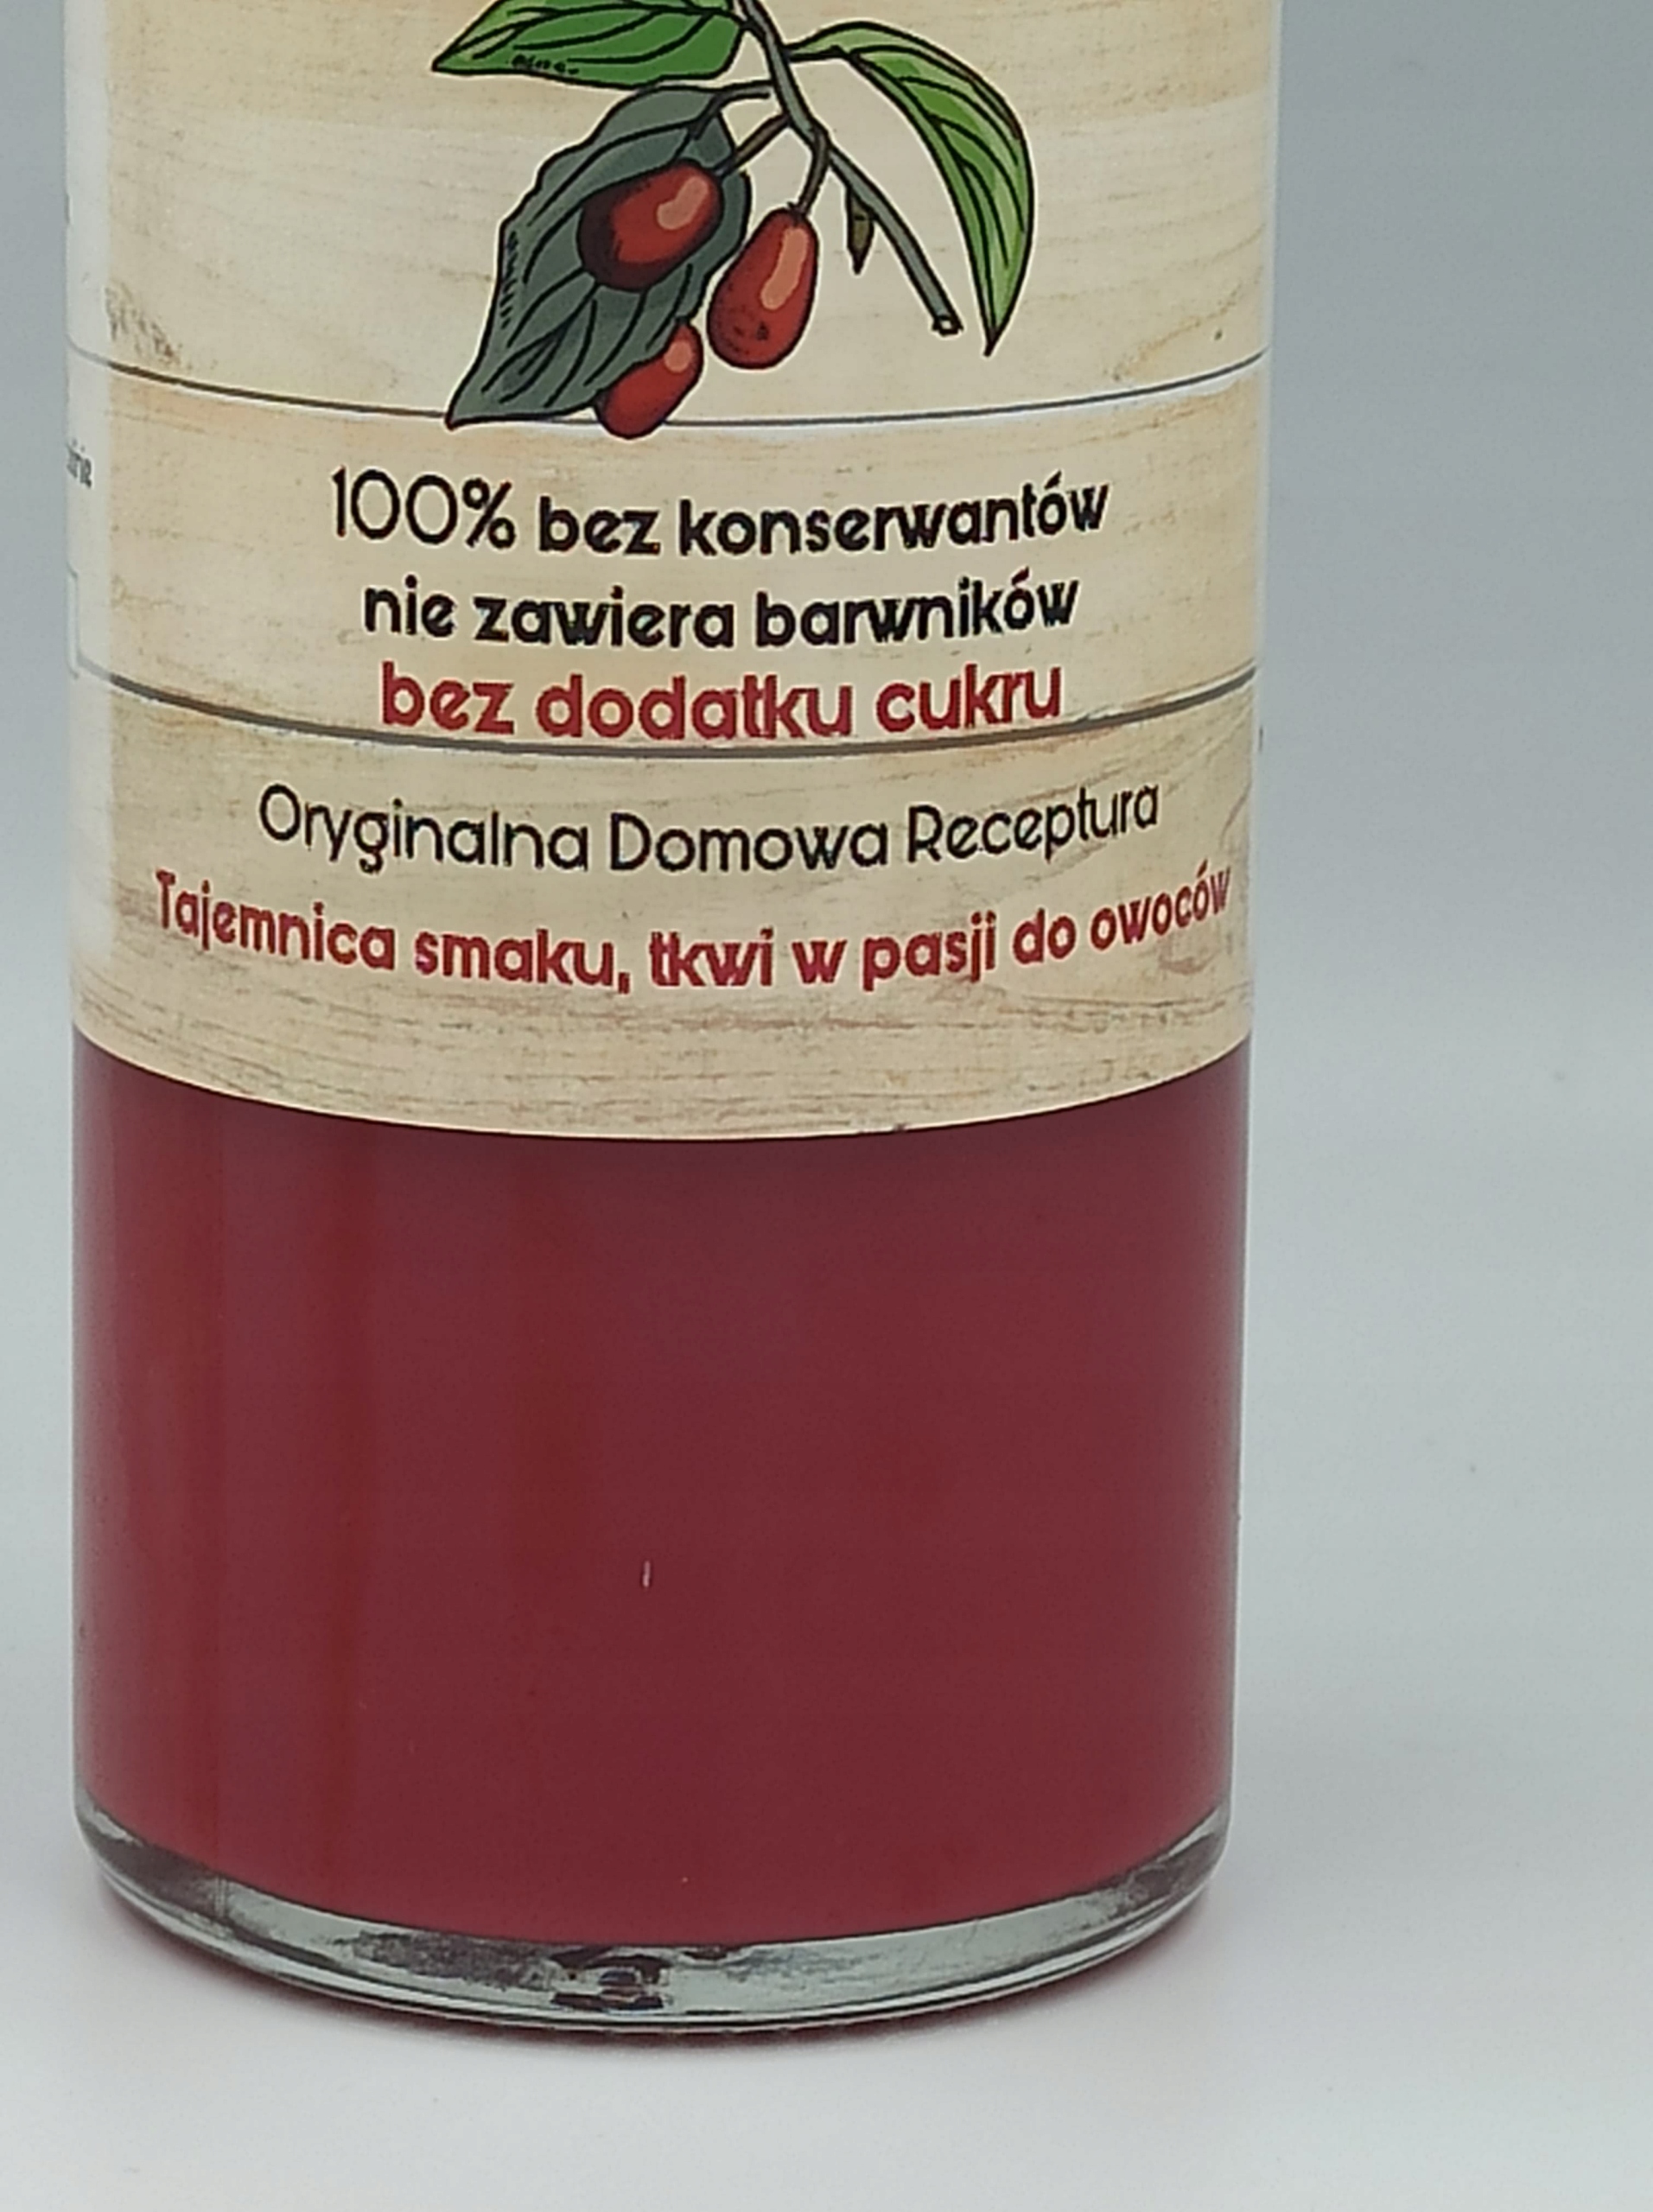 100% bez konserwantów
nie zawiera barwników
bez dodatku cukru
Oryginalna Domowa Receptura
Tajemnica smaku, tkwi w pasji do owoców